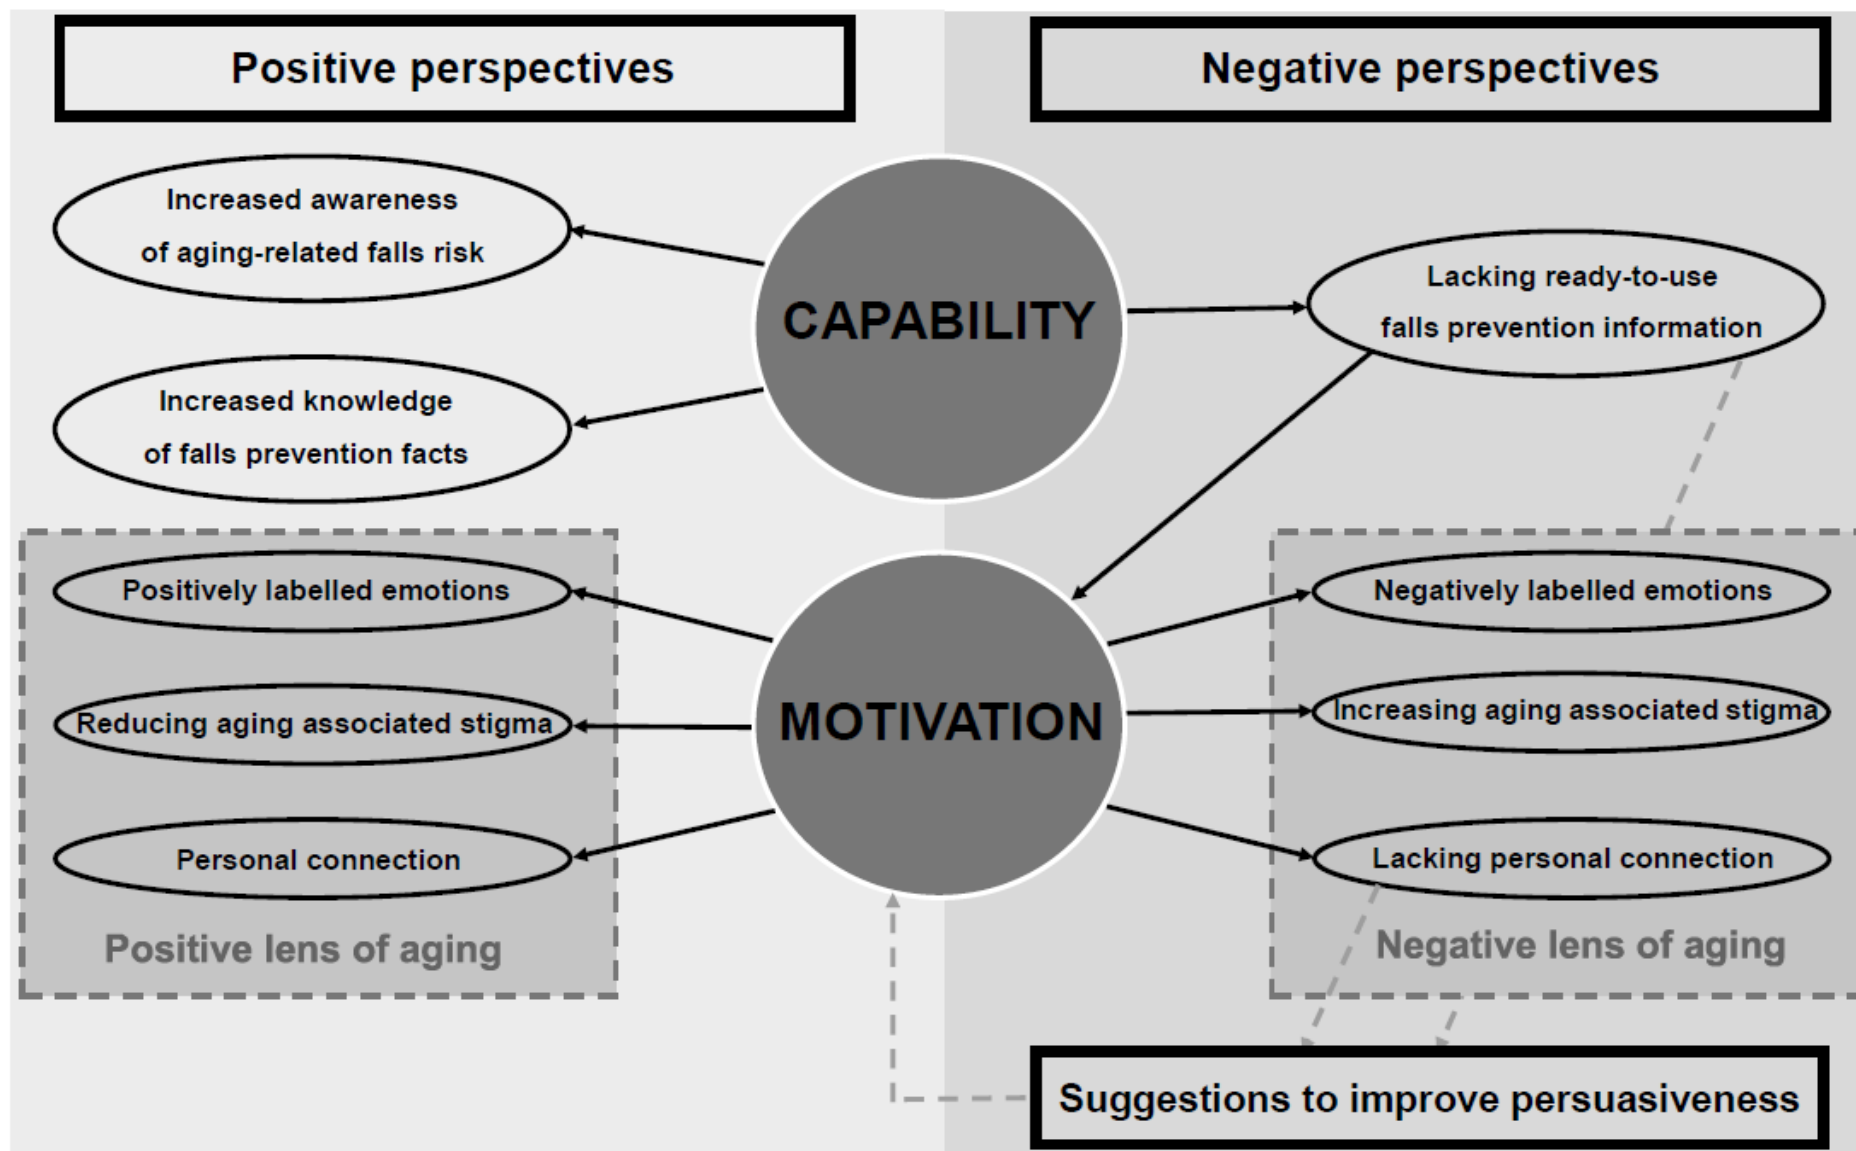 Positive perspectives
Negative perspectives
Increased awareness
of aging-related falls risk
CAPABILITY
Lacking ready-to-use
falls prevention information
Increased knowledge
of falls prevention facts
Positively labelled emotions
Negatively labelled emotions
Reducing aging associated stigma
MOTIVATION
Increasing aging associated stigma
Personal connection
Lacking personal connection
Positive lens of aging
Negative lens of aging
Suggestions to improve persuasiveness